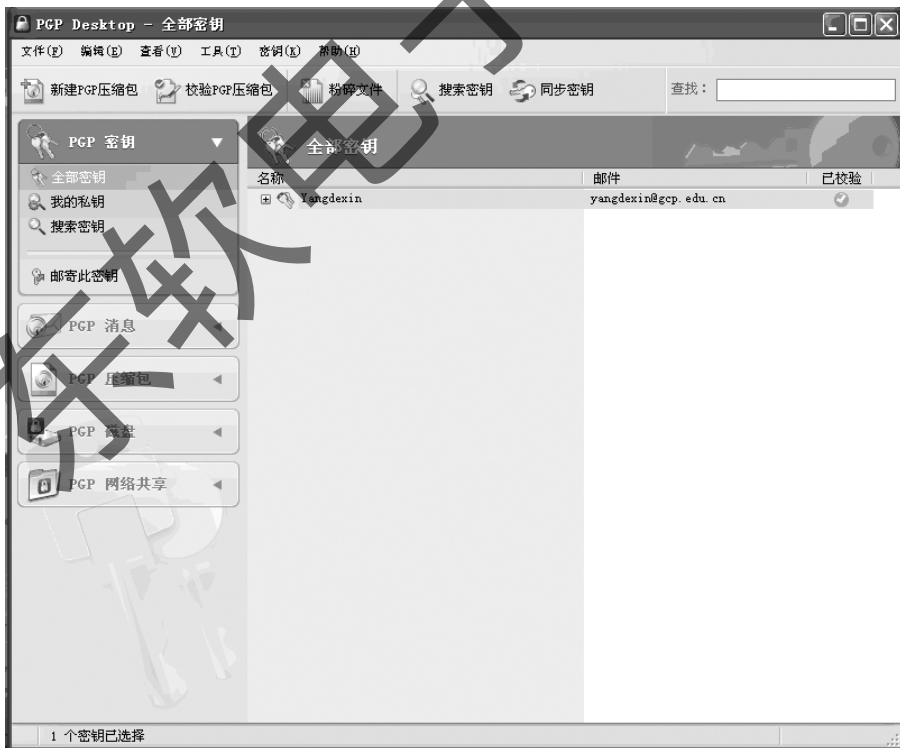 PGP Desktop - 全部密钥
文件(F) 编辑(E) 查看(V) 工具(T) 密钥(K) 帮助(H)
新建PGP压缩包 校验PGP压缩包 粉碎文件 搜索密钥 同步密钥 查找：
PGP 密钥
全部密钥
我的私钥
搜索密钥
邮寄此密钥
PGP 消息
PGP 压缩包
PGP 磁盘
PGP 网络共享
全部密钥
名称 邮件 已校验
Yangdexin yangdexin@gcp.edu.cn
1 个密钥已选择
东软电子